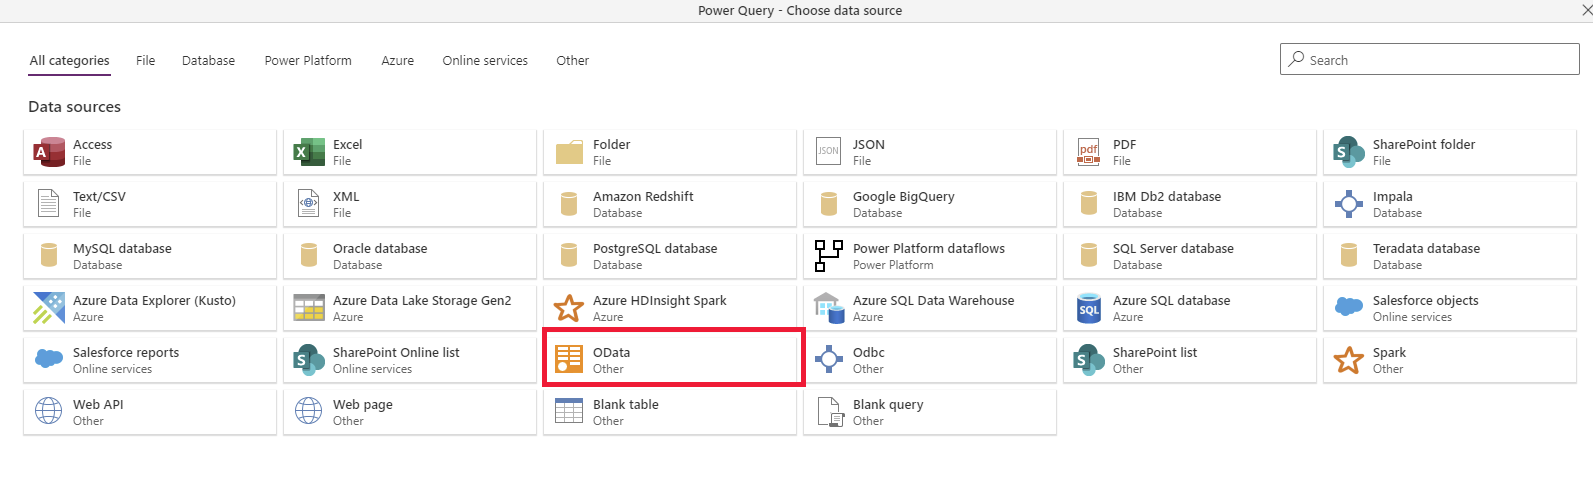 Power Query - Choose data source
All categories File Database Power Platform Azure Online services Other
Search
Data sources
A Access X Excel Folder JSON JSON pdf PDF S SharePoint folder
File File File File File File
Text/CSV XML Amazon Redshift Google BigQuery IBM Db2 database Impala
File File Database Database Database Database
MySQL database Oracle database PostgreSQL database Power Platform dataflows SQL Server database Teradata database
Database Database Database Power Platform Database Database
Azure Data Explorer (Kusto) Azure Data Lake Storage Gen2 Azure HDInsight Spark Azure SQL Data Warehouse SQL Azure SQL database Salesforce objects
Azure Azure Azure Azure Azure Online services
Salesforce reports S SharePoint Online list OData Odbc S SharePoint list Spark
Online services Online services Other Other Other Other
Web API Web page Blank table Blank query
Other Other Other Other